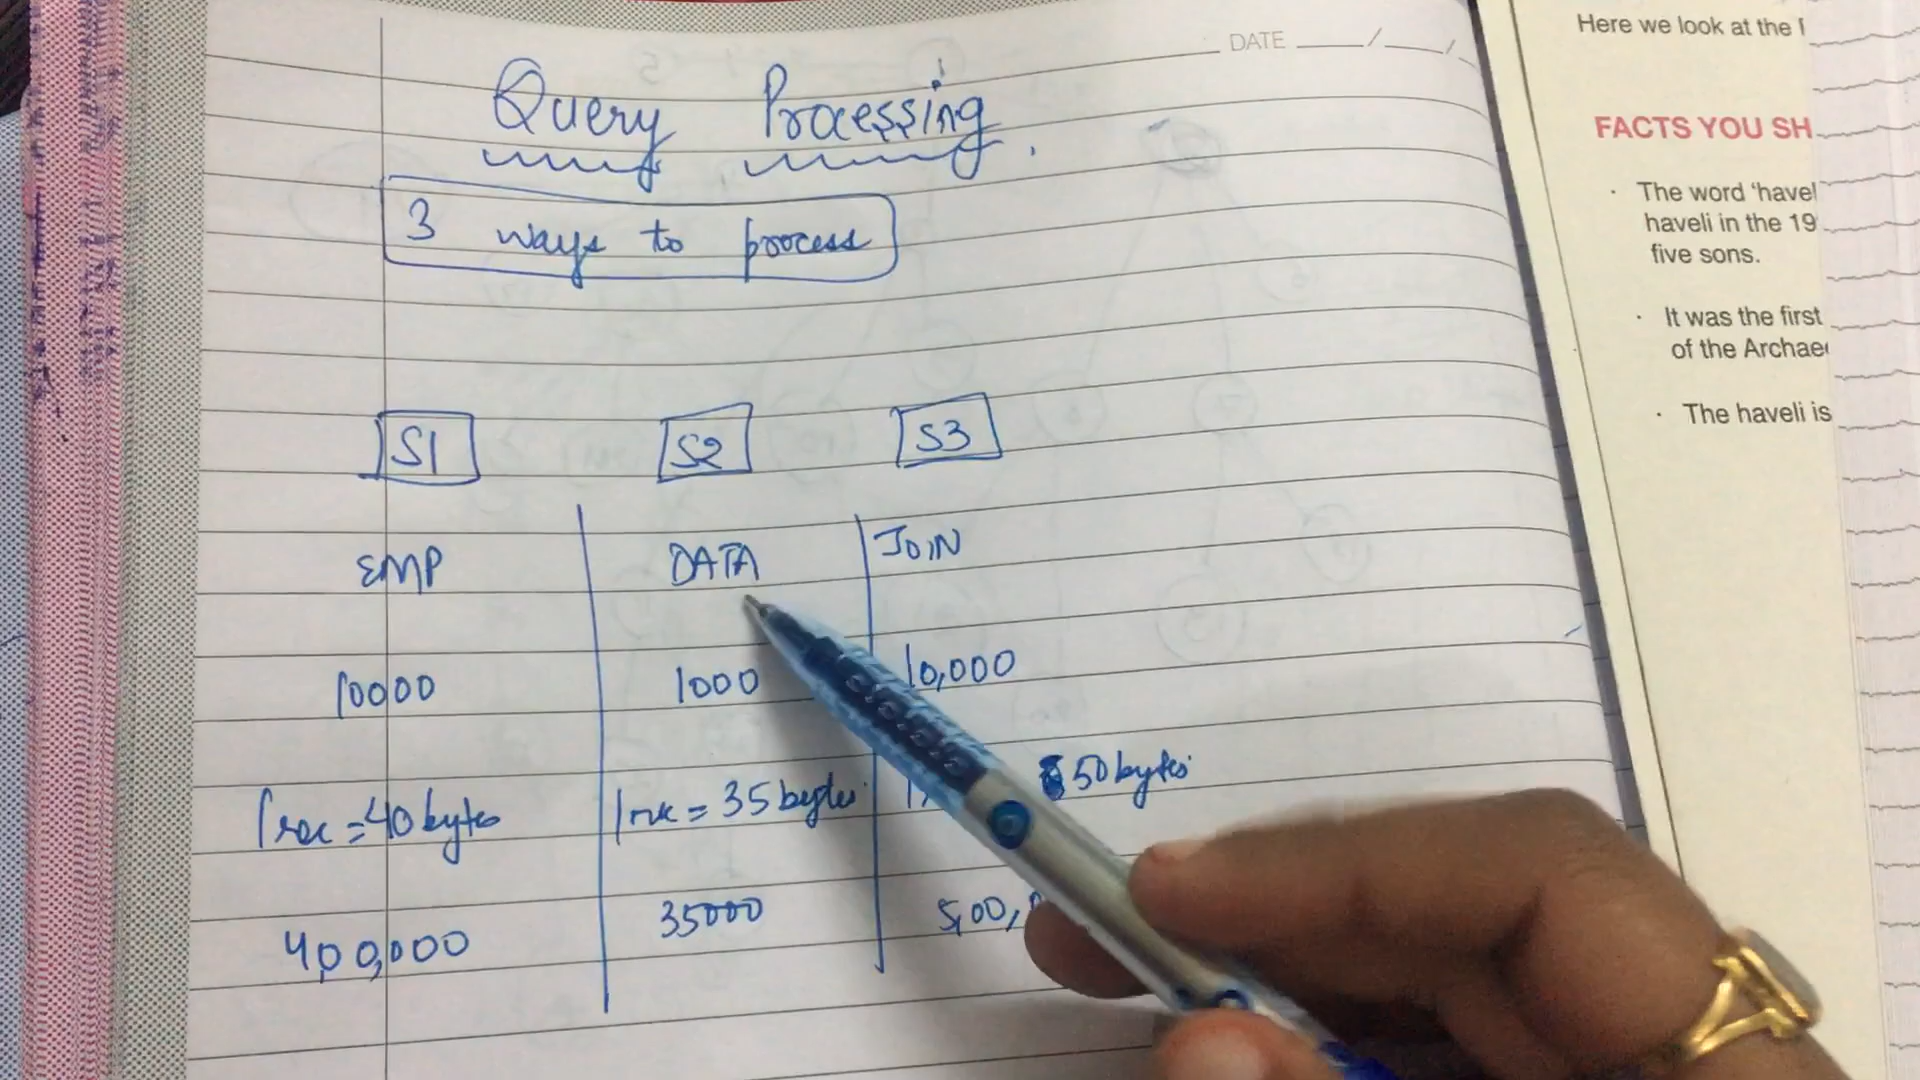 DATE / /
Query Processing.
3 ways to process
S1 S2 S3
EMP DATA JOIN
10000 1000 10,000
1 rec = 40 bytes 1 rec = 35 bytes 50 bytes
400,000 35000 5,00,
Here we look at the
FACTS YOU SH
· The word ‘havel
haveli in the 19
five sons.
· It was the first
of the Archae
· The haveli is